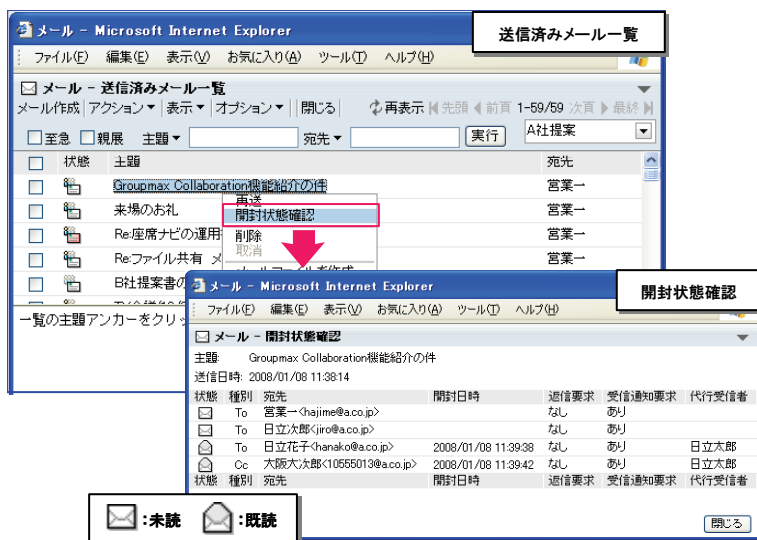 メール - Microsoft Internet Explorer
送信済みメール一覧
ファイル(F) 編集(E) 表示(V) お気に入り(A) ツール(T) ヘルプ(H)
メール - 送信済みメール一覧
メール作成 アクション▼ 表示▼ オプション▼ 閉じる 再表示 先頭 前頁 1-59/59 次頁 最終
至急 親展 主題▼ 宛先▼ 実行 A社提案
状態 主題 宛先
Groupmax Collaboration機能紹介の件 営業一
再送
来場のお礼 営業一
開封状態確認
Re:座席ナビの運用 営業一
削除
取消
Re:ファイル共有 営業一
B社提案書の
一覧の主題アンカーをクリッ
メール - Microsoft Internet Explorer
開封状態確認
ファイル(F) 編集(E) 表示(V) お気に入り(A) ツール(T) ヘルプ(H)
メール - 開封状態確認
主題: Groupmax Collaboration機能紹介の件
送信日時: 2008/01/08 11:38:14
状態 種別 宛先 開封日時 返信要求 受信通知要求 代行受信者
To 営業一<hajime@a.co.jp> なし あり
To 日立次郎<jiro@a.co.jp> なし あり
To 日立花子<hanako@a.co.jp> 2008/01/08 11:39:38 なし あり 日立太郎
Cc 大阪大次郎<10555013@a.co.jp> 2008/01/08 11:39:42 なし あり 日立太郎
状態 種別 宛先 開封日時 返信要求 受信通知要求 代行受信者
:未読 :既読
閉じる